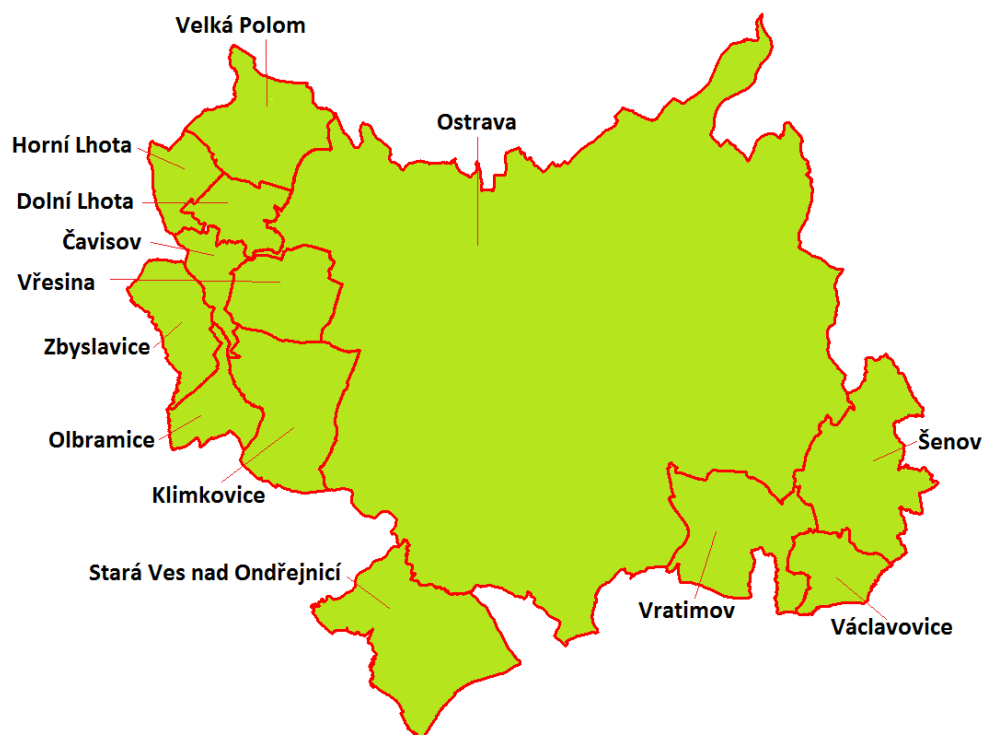 Velká Polom
Ostrava
Horní Lhota
Dolní Lhota
Čavisov
Vřesina
Zbyslavice
Olbramice
Šenov
Klimkovice
Stará Ves nad Ondřejnicí
Vratimov
Václavovice